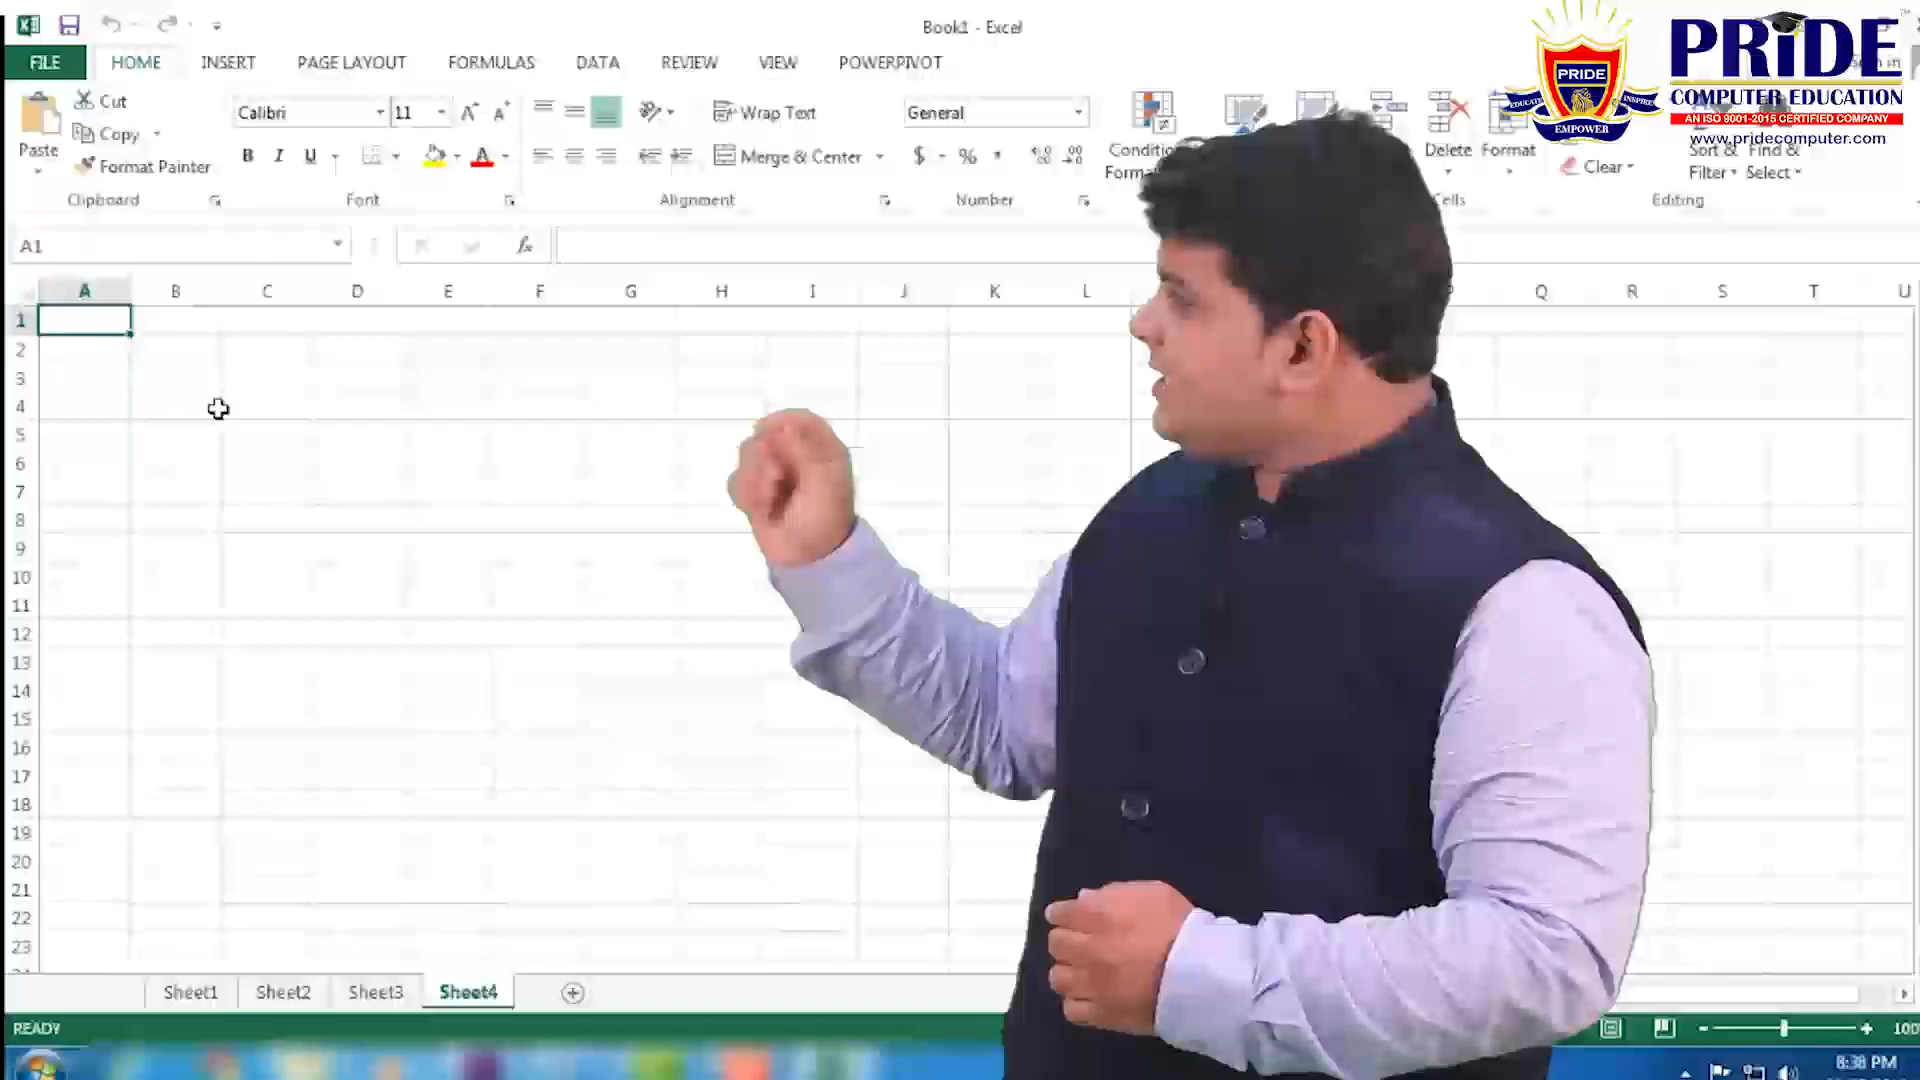 Book1 - Excel
FILE HOME INSERT PAGE LAYOUT FORMULAS DATA REVIEW VIEW POWERPIVOT
PRiDE
COMPUTER EDUCATION
AN ISO 9001-2015 CERTIFIED COMPANY
www.pridecomputer.com
PRIDE
EMPOWER
Paste
Cut
Copy
Format Painter
Clipboard
Calibri 11
B I U
Font
Wrap Text
Merge & Center
Alignment
General
$ %
Number
Delete Format
Clear
Sort & Find &
Filter Select
Editing
A1
fx
A B C D E F G H I J K L Q R S T U
1
2
3
4
5
6
7
8
9
10
11
12
13
14
15
16
17
18
19
20
21
22
23
Sheet1 Sheet2 Sheet3 Sheet4
READY
8:38 PM